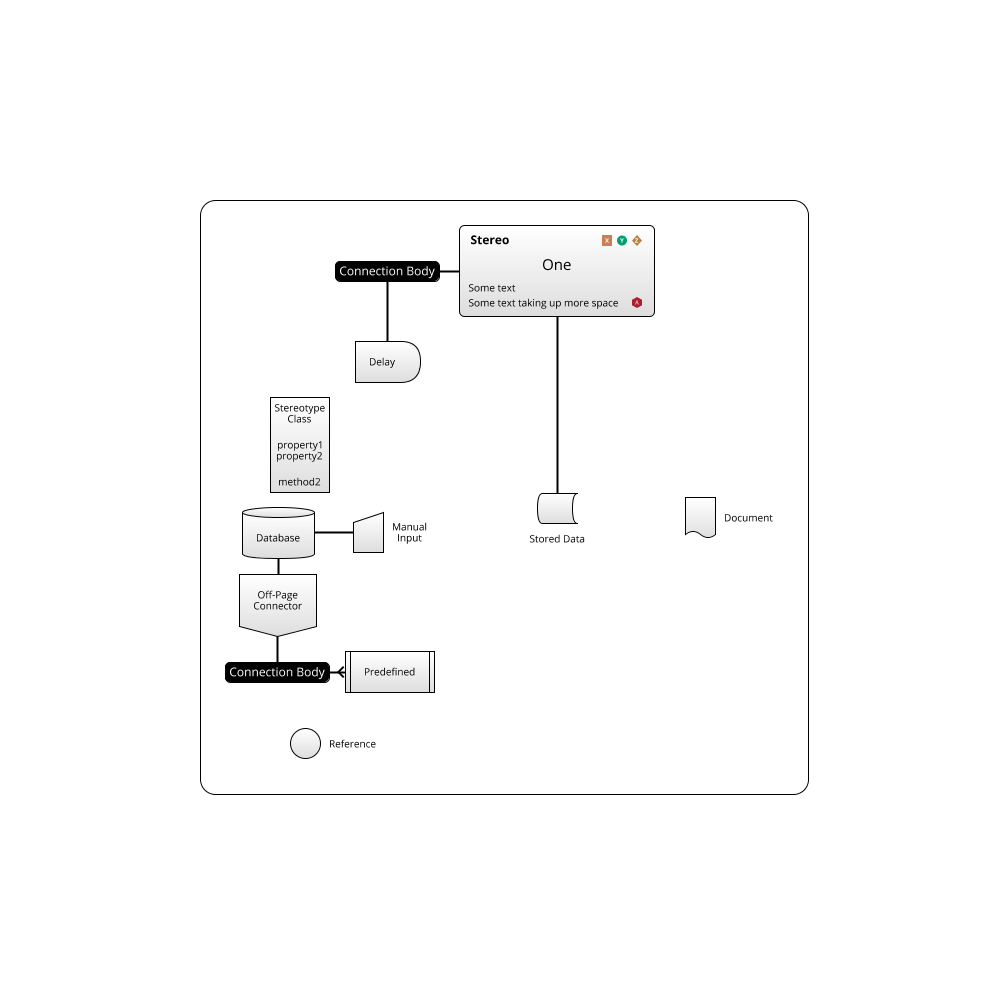 Stereo
X
Y
Z
One
Connection Body
Some text
Some text taking up more space
A
Delay
Stereotype
Class
property1
property2
method2
Database
Manual
Input
Stored Data
Document
Off-Page
Connector
Connection Body
Predefined
Reference